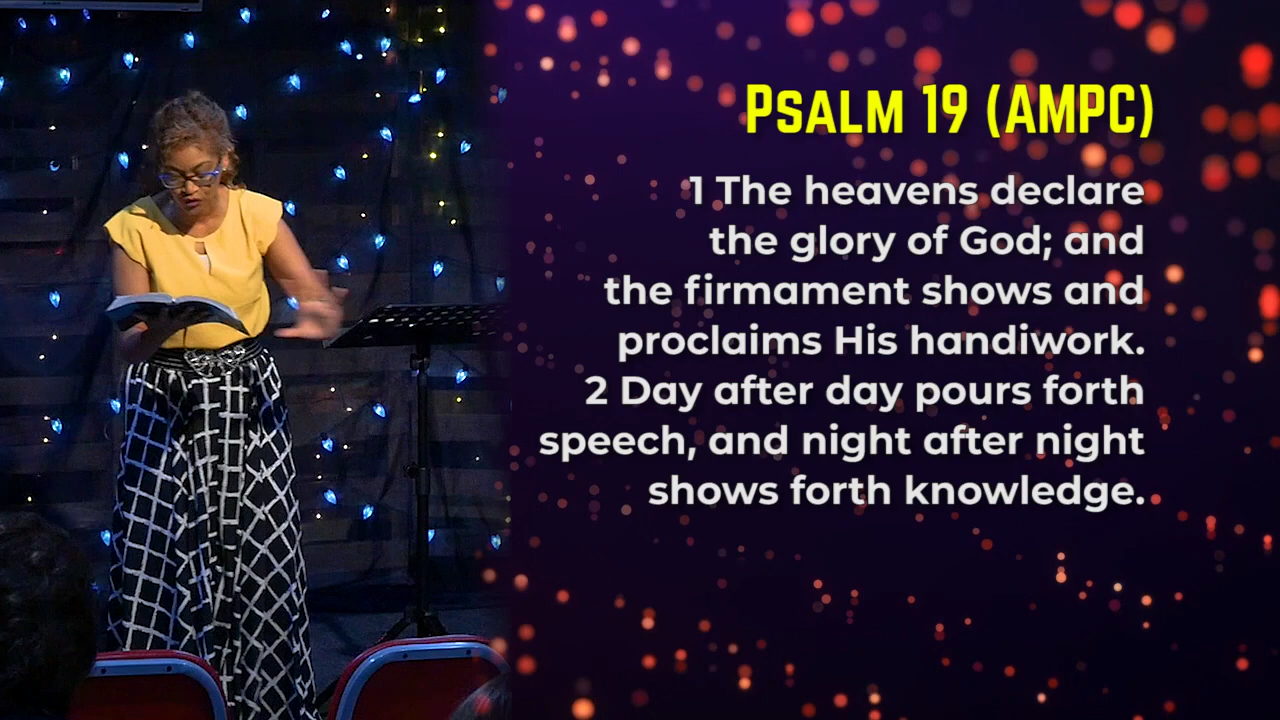 PSALM 19 (AMPC)
1 The heavens declare
the glory of God; and
the firmament shows and
proclaims His handiwork.
2 Day after day pours forth
speech, and night after night
shows forth knowledge.